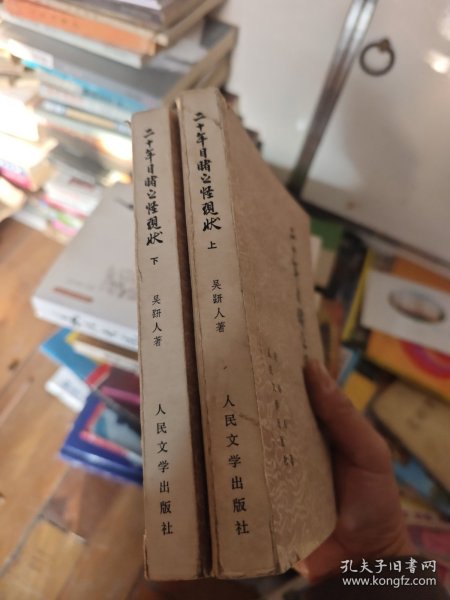 二十年目睹之怪现状
下
吴趼人著
人民文学出版社
二十年目睹之怪现状
上
吴趼人著
人民文学出版社
孔夫子旧书网
www.kongfz.com